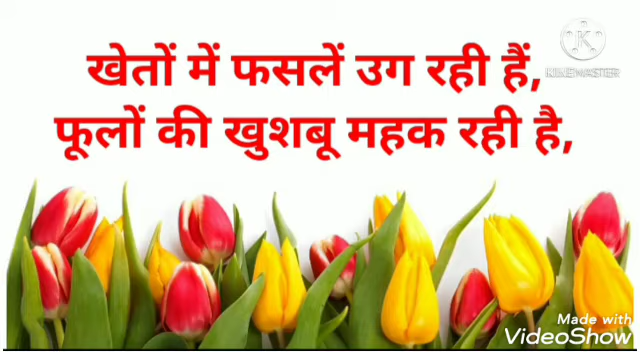 खेतों में फसलें उग रही हैं,
फूलों की खुशबू महक रही है,
K
KINEMASTER
Made with
VideoShow